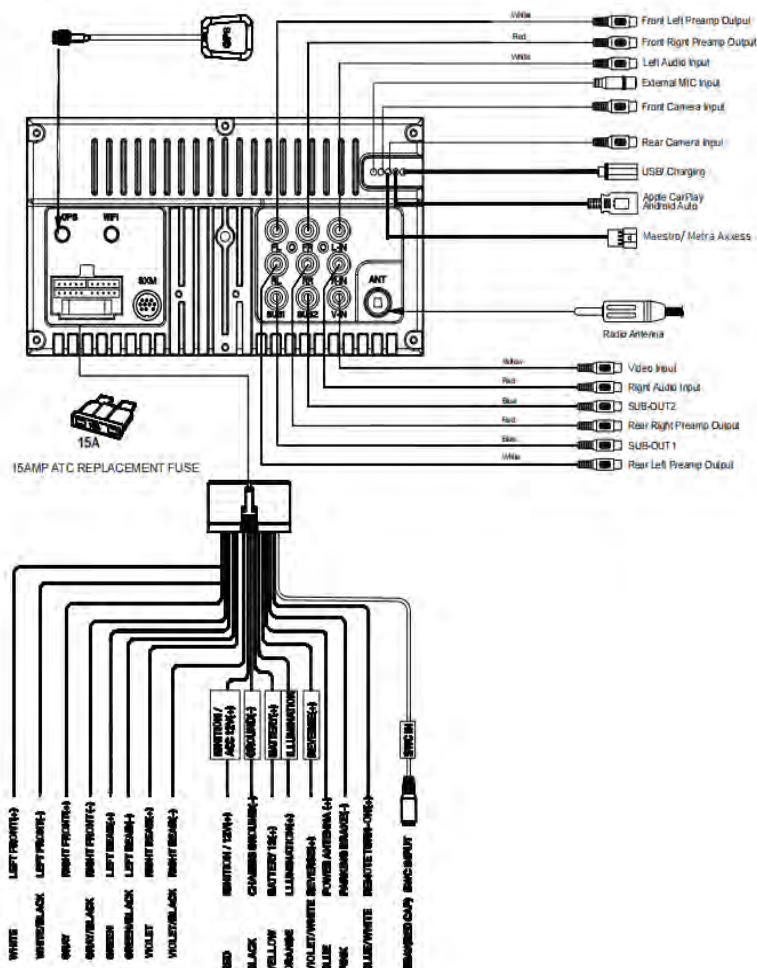 White
Front Left Preamp Output
Red
Front Right Preamp Output
White
Left Audio Input
External MIC Input
Front Camera Input
Rear Camera Input
USB/ Charging
Apple CarPlay
Android Auto
Maestro/ Metra Axxess
Radio Antenna
GPS
GPS
WIFI
SXM
FL
FR
L-IN
RL
RR
R-IN
SUB1
SUB2
V-IN
ANT
Yellow
Video Input
Red
Right Audio Input
Blue
SUB-OUT2
Red
Rear Right Preamp Output
Blue
SUB-OUT1
White
Rear Left Preamp Output
15A
15AMP ATC REPLACEMENT FUSE
IGNITION /
ACC 12V(+)
GROUND(-)
BATTERY(+)
ILLUMINATION
REVERSE(+)
SWC IN
WHITE LEFT FRONT(+)
WHITE/BLACK LEFT FRONT(-)
GRAY RIGHT FRONT(+)
GRAY/BLACK RIGHT FRONT(-)
GREEN LEFT REAR(+)
GREEN/BLACK LEFT REAR(-)
VIOLET RIGHT REAR(+)
VIOLET/BLACK RIGHT REAR(-)
RED IGNITION / 12V(+)
BLACK CHASSIS GROUND(-)
YELLOW BATTERY 12(+)
ORANGE ILLUMINATION(+)
VIOLET/WHITE REVERSE(+)
BLUE POWER ANTENNA (+)
PINK PARKING BRAKE(-)
BLUE/WHITE REMOTE TURN-ON(+)
CAP) SWC INPUT